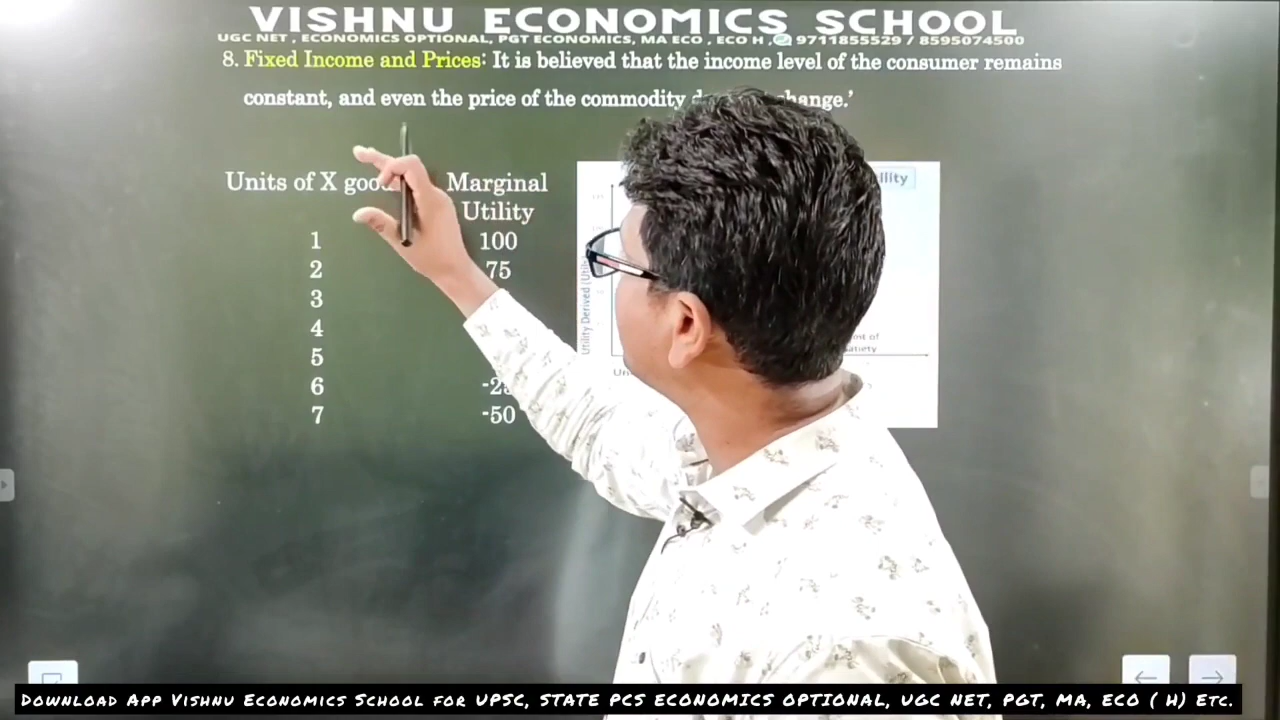 VISHNU ECONOMICS SCHOOL
UGC NET , ECONOMICS OPTIONAL, PGT ECONOMICS, MA ECO , ECO H , 9711855529 / 8595074500
8. Fixed Income and Prices: It is believed that the income level of the consumer remains
constant, and even the price of the commodity change.’
Units of X Marginal
Utility
1 100
2 75
3
4
5
6
7 -50
Utility Derived
DOWNLOAD APP VISHNU ECONOMICS SCHOOL FOR UPSC, STATE PCS ECONOMICS OPTIONAL, UGC NET, PGT, MA, ECO ( H) ETC.